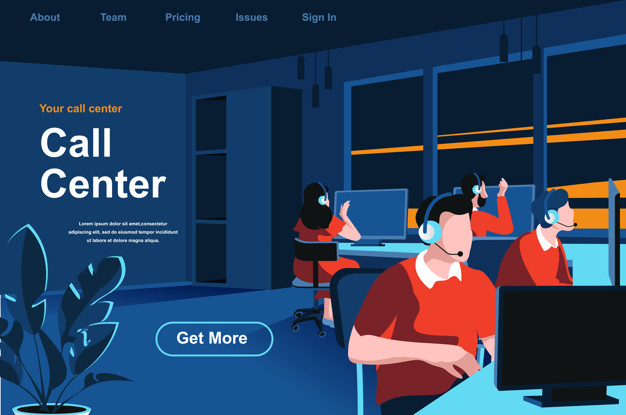 About Team Pricing Issues Sign In
Your call center
Call
Center
Lorem ipsum dolor sit amet,consectetur
adipiscing elit, sed do eiusmod tempor incididunt
ut labore et dolore magna aliqua.
Get More